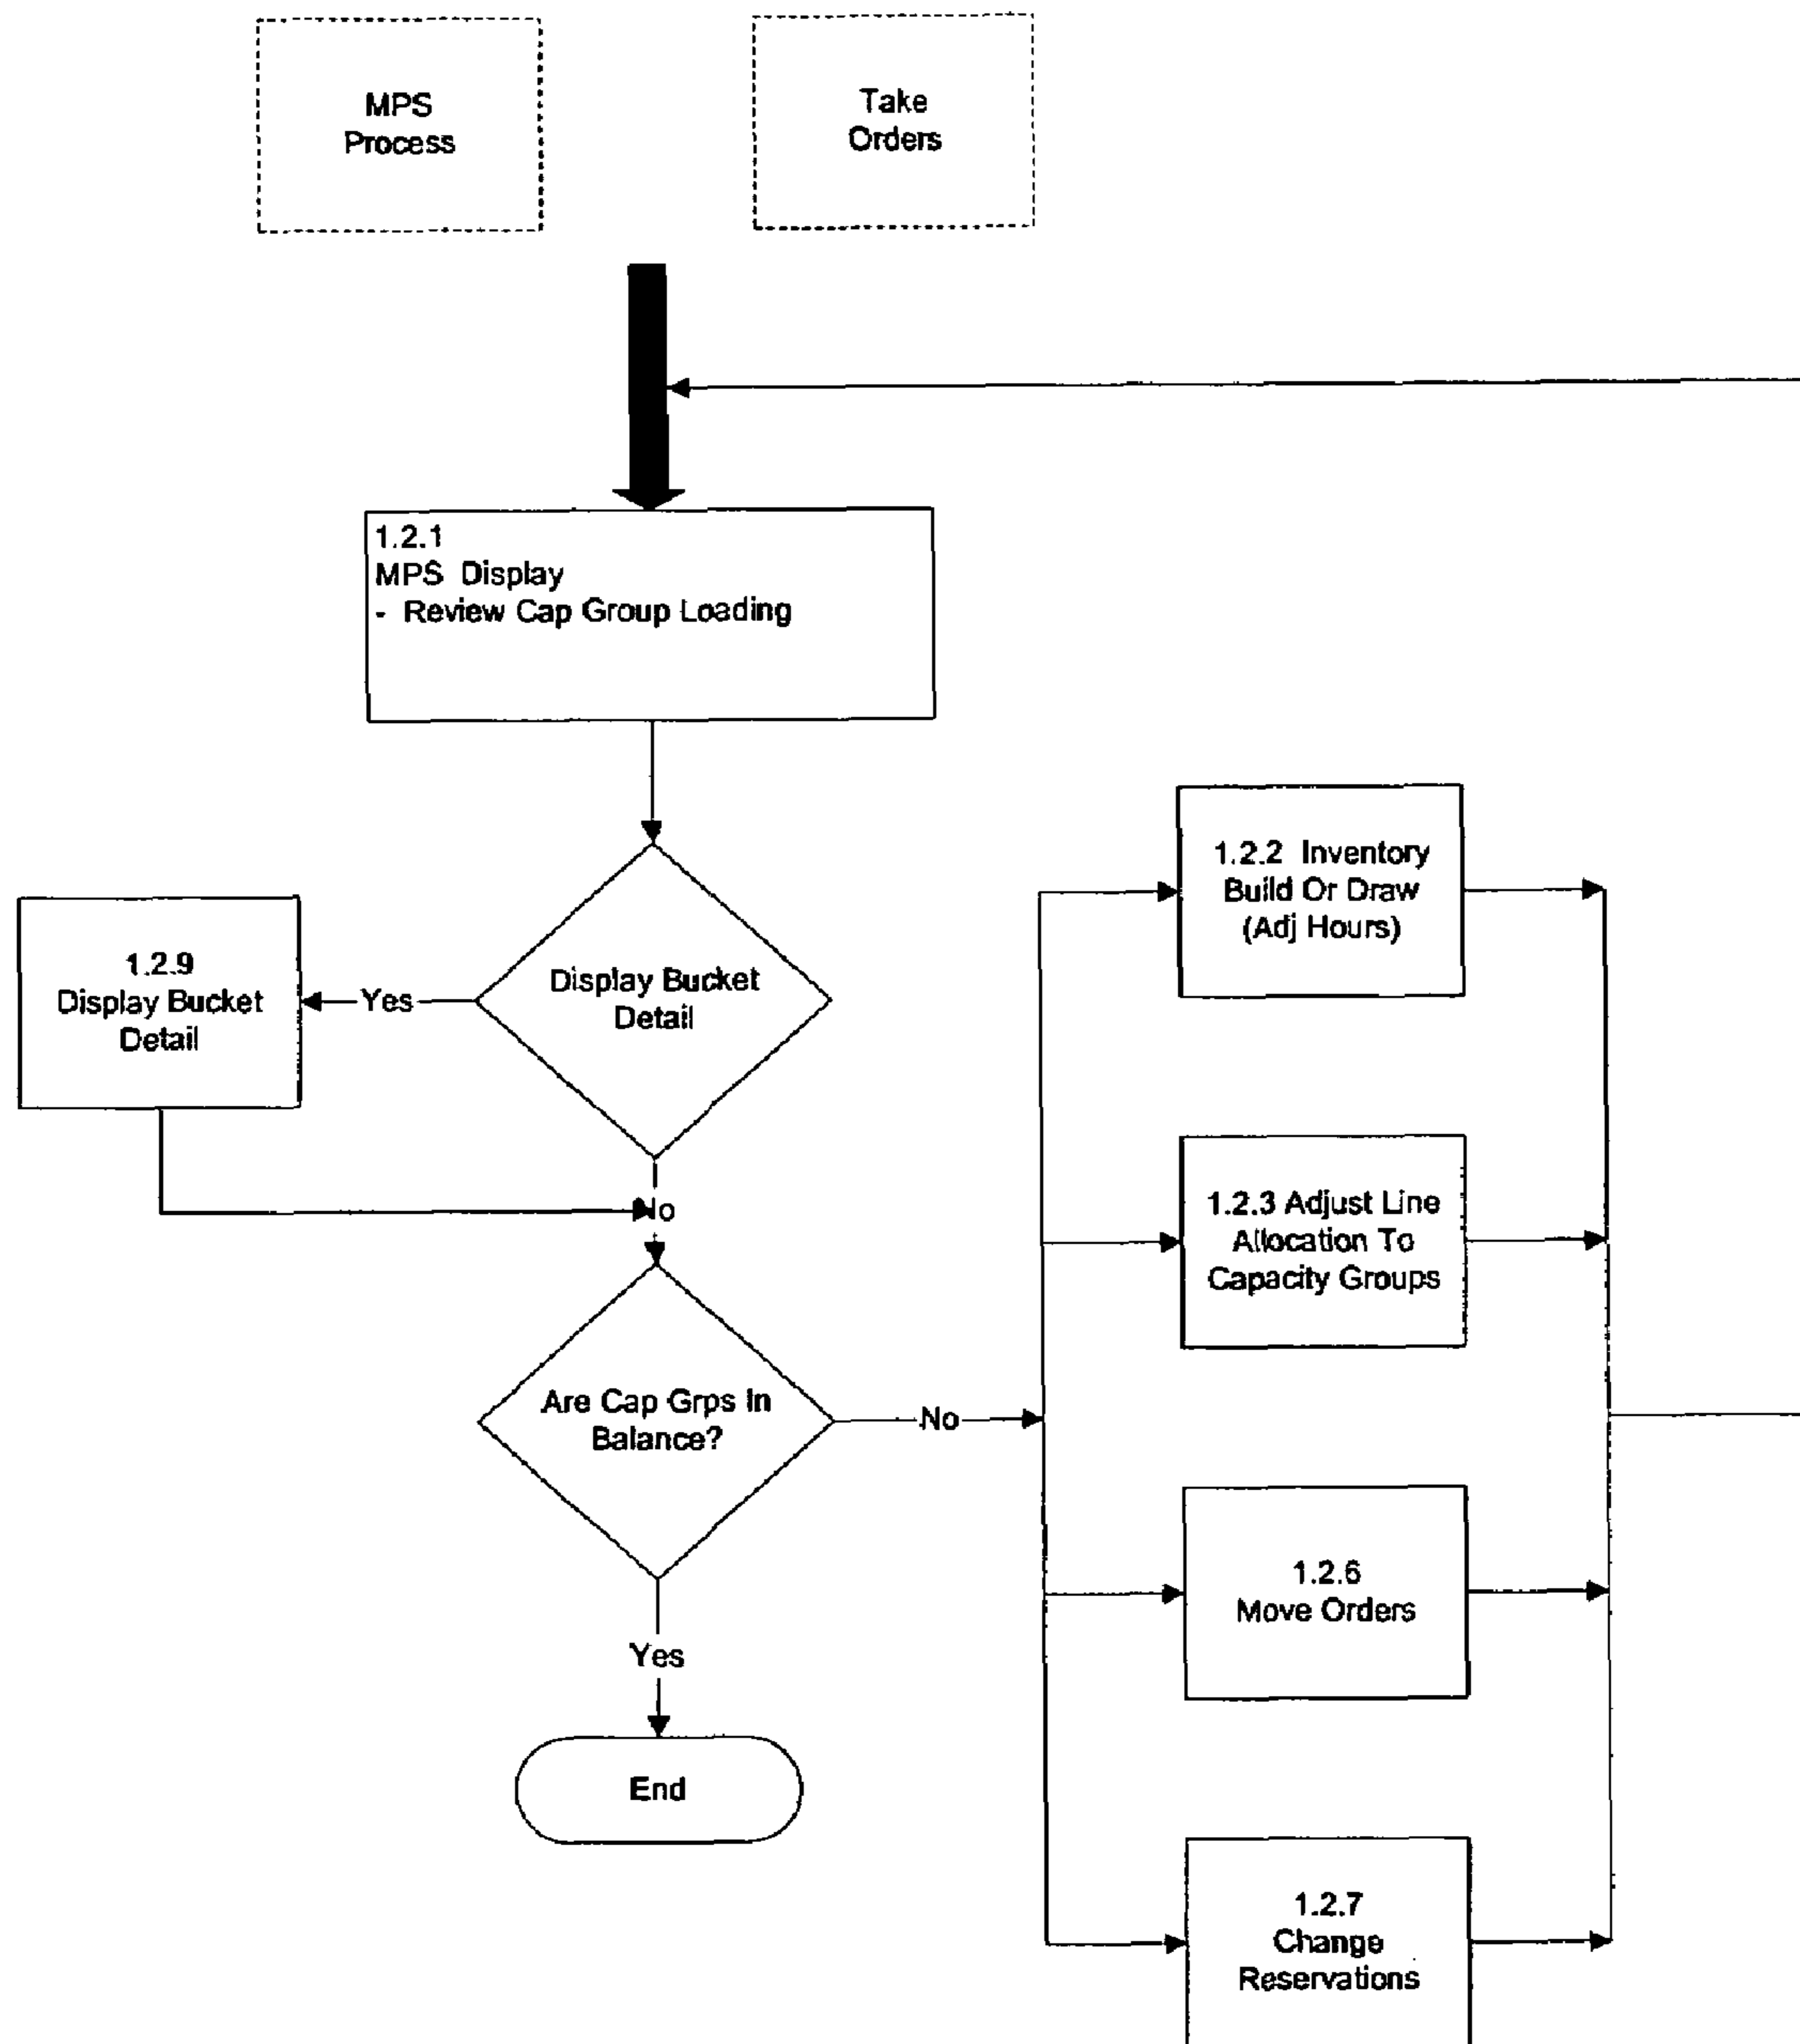 MPS
Process
Take
Orders
1.2.1
MPS Display
- Review Cap Group Loading
1.2.2 Inventory
Build Or Draw
(Adj Hours)
1.2.9
Display Bucket
Detail
Yes
Display Bucket
Detail
No
1.2.3 Adjust Line
Allocation To
Capacity Groups
Are Cap Grps In
Balance?
No
1.2.6
Move Orders
Yes
End
1.2.7
Change
Reservations